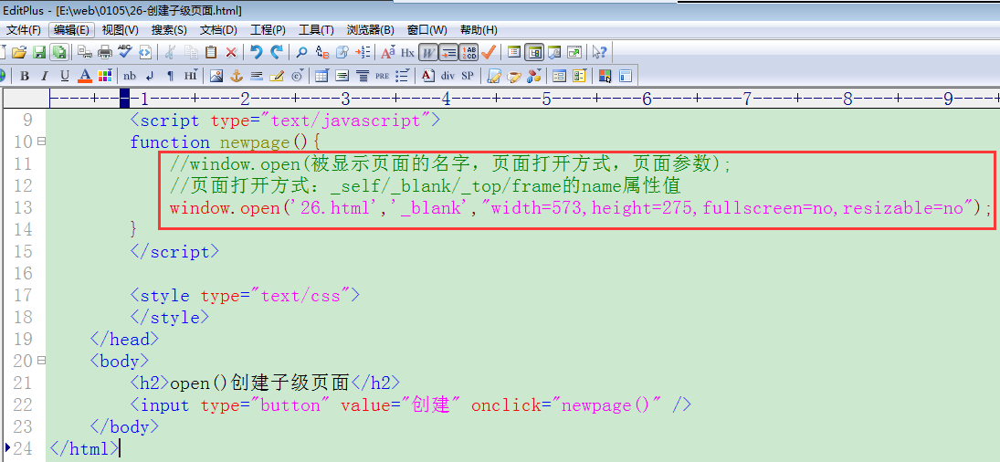 EditPlus - [E:\web\0105\26-创建子级页面.html]
文件(F) 编辑(E) 视图(V) 搜索(S) 文档(D) 工程(P) 工具(T) 浏览器(B) 窗口(W) 帮助(H)
B I U A nb ¶ HI PRE A div SP
1 2 3 4 5 6 7 8 9
9 <script type="text/javascript">
10 function newpage(){
11 //window.open(被显示页面的名字，页面打开方式，页面参数);
12 //页面打开方式：_self/_blank/_top/frame的name属性值
13 window.open('26.html','_blank',"width=573,height=275,fullscreen=no,resizable=no");
14 }
15 </script>
16
17 <style type="text/css">
18 </style>
19 </head>
20 <body>
21 <h2>open()创建子级页面</h2>
22 <input type="button" value="创建" onclick="newpage()" />
23 </body>
24 </html>